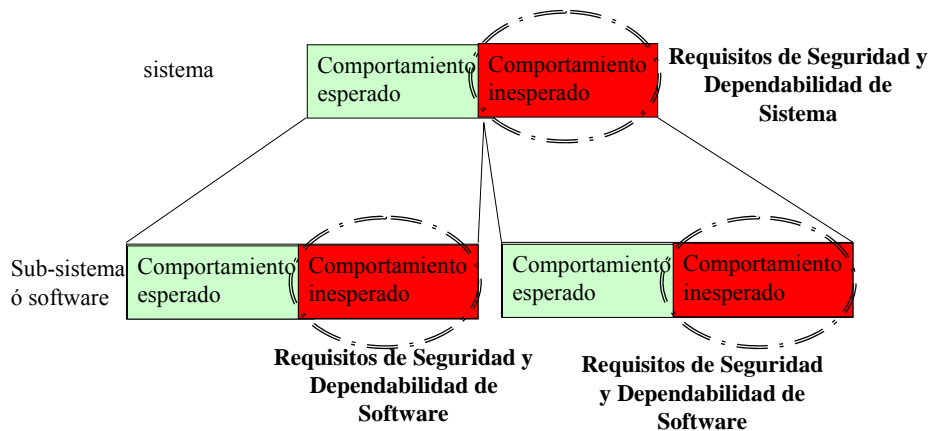 sistema
Comportamiento
esperado
Comportamiento
inesperado
Requisitos de Seguridad y
Dependabilidad de
Sistema
Sub-sistema
ó software
Comportamiento
esperado
Comportamiento
inesperado
Comportamiento
esperado
Comportamiento
inesperado
Requisitos de Seguridad y
Dependabilidad de
Software
Requisitos de Seguridad
y Dependabilidad de
Software